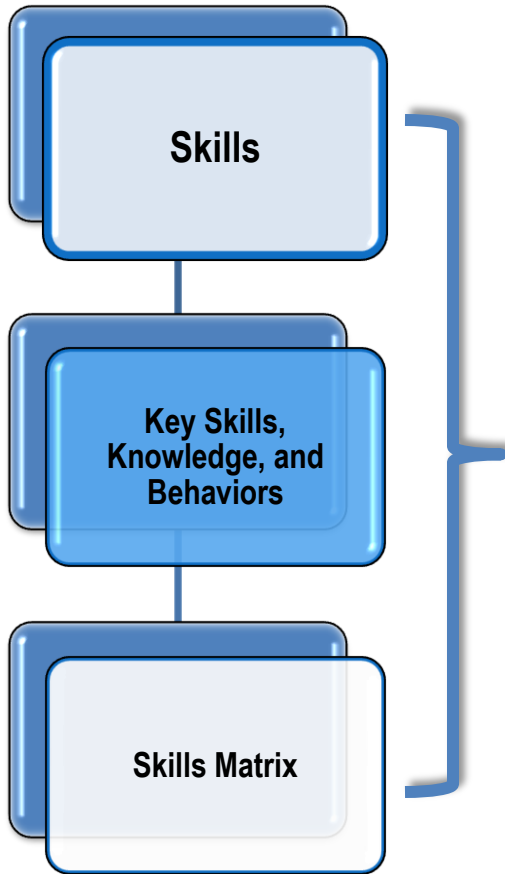 Skills
Key Skills,
Knowledge, and
Behaviors
Skills Matrix